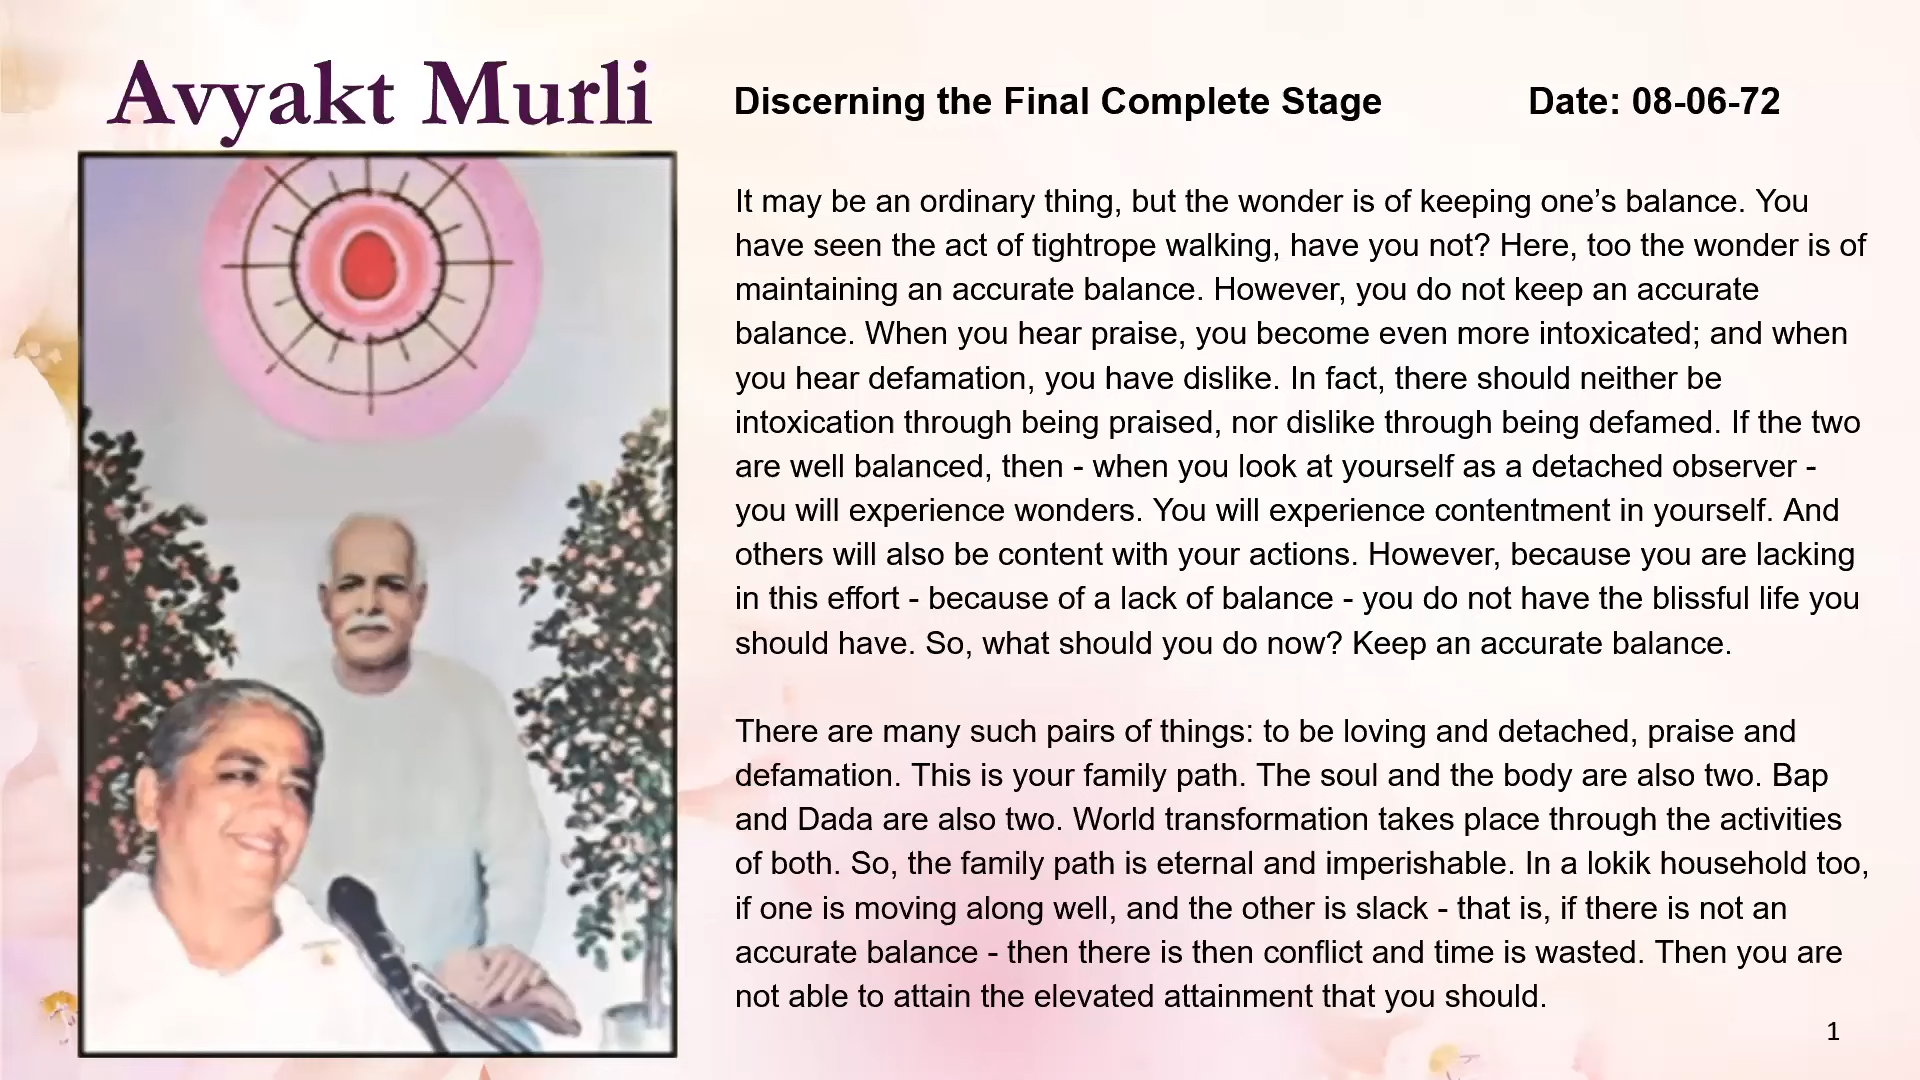 Avyakt Murli
Discerning the Final Complete Stage
Date: 08-06-72
It may be an ordinary thing, but the wonder is of keeping one’s balance. You
have seen the act of tightrope walking, have you not? Here, too the wonder is of
maintaining an accurate balance. However, you do not keep an accurate
balance. When you hear praise, you become even more intoxicated; and when
you hear defamation, you have dislike. In fact, there should neither be
intoxication through being praised, nor dislike through being defamed. If the two
are well balanced, then - when you look at yourself as a detached observer -
you will experience wonders. You will experience contentment in yourself. And
others will also be content with your actions. However, because you are lacking
in this effort - because of a lack of balance - you do not have the blissful life you
should have. So, what should you do now? Keep an accurate balance.
There are many such pairs of things: to be loving and detached, praise and
defamation. This is your family path. The soul and the body are also two. Bap
and Dada are also two. World transformation takes place through the activities
of both. So, the family path is eternal and imperishable. In a lokik household too,
if one is moving along well, and the other is slack - that is, if there is not an
accurate balance - then there is then conflict and time is wasted. Then you are
not able to attain the elevated attainment that you should.
1